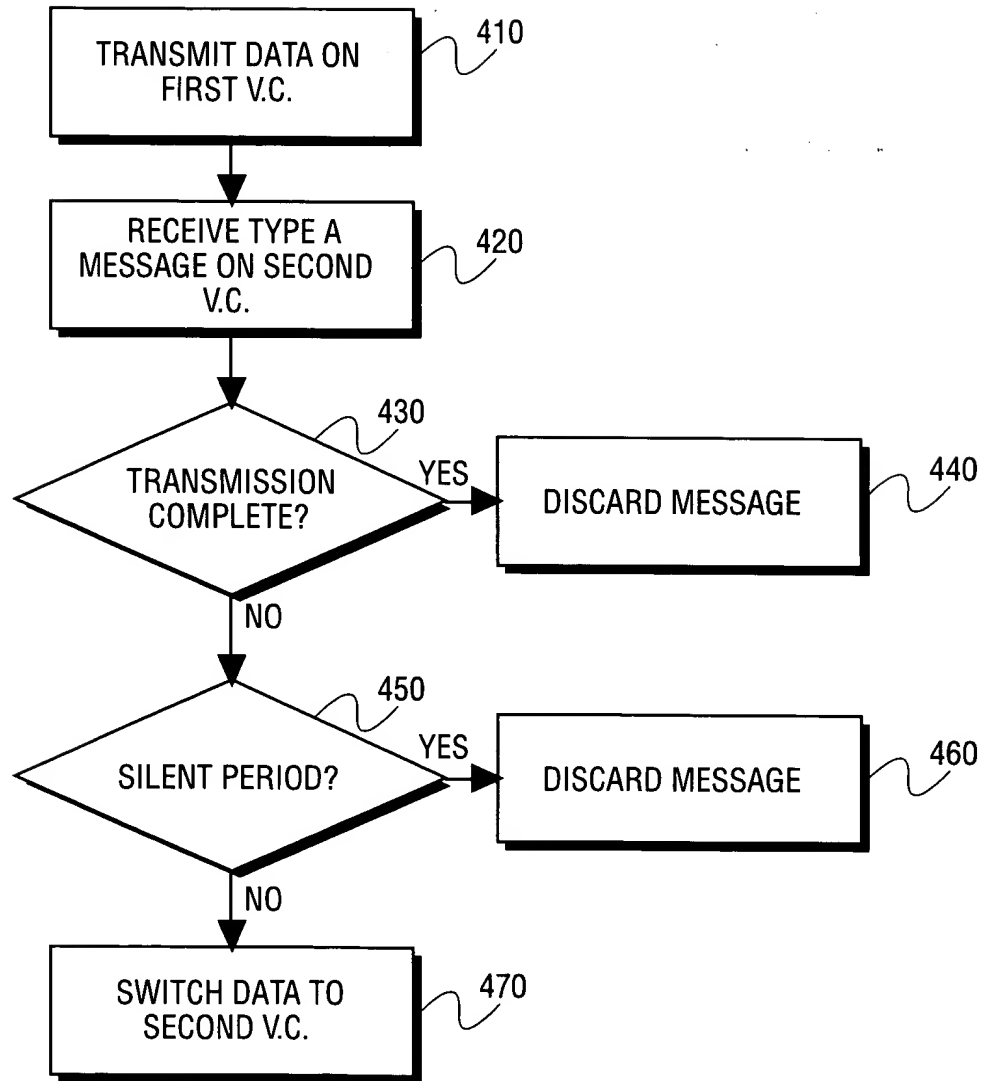 TRANSMIT DATA ON
FIRST V.C.
410
RECEIVE TYPE A
MESSAGE ON SECOND
V.C.
420
430
TRANSMISSION
COMPLETE?
YES
DISCARD MESSAGE
440
NO
450
SILENT PERIOD?
YES
DISCARD MESSAGE
460
NO
SWITCH DATA TO
SECOND V.C.
470